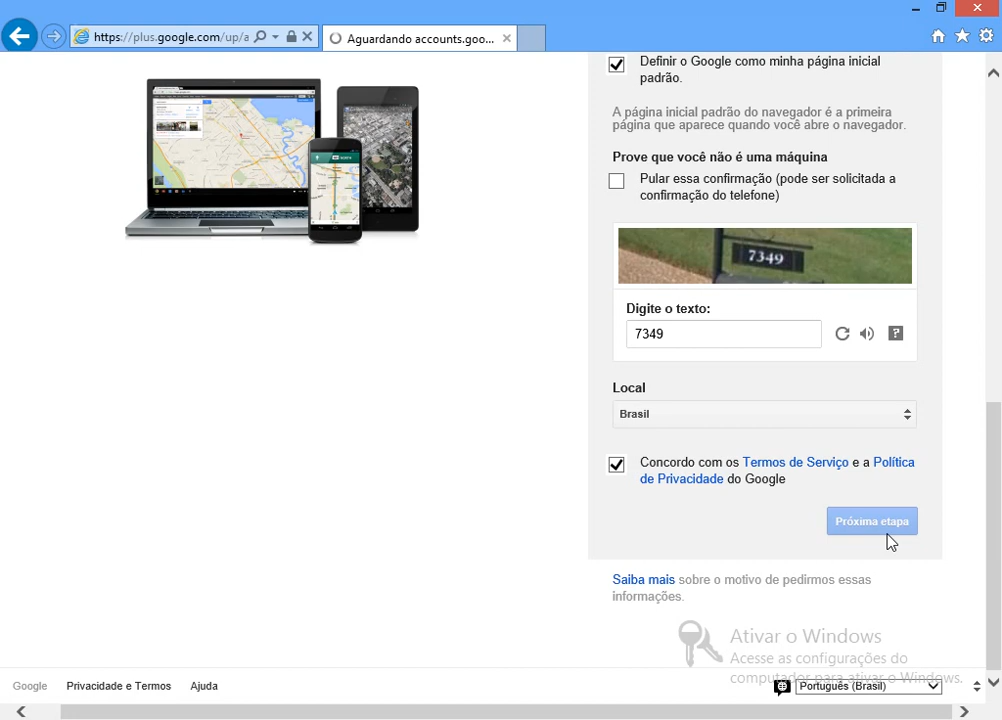 https://plus.google.com/up/a
Aguardando accounts.goo...
Definir o Google como minha página inicial
padrão.
A página inicial padrão do navegador é a primeira
página que aparece quando você abre o navegador.
Prove que você não é uma máquina
Pular essa confirmação (pode ser solicitada a
confirmação do telefone)
7349
Digite o texto:
7349
Local
Brasil
Concordo com os Termos de Serviço e a Política
de Privacidade do Google
Próxima etapa
Saiba mais sobre o motivo de pedirmos essas
informações.
Ativar o Windows
Acesse as configurações do
computador para ativar o Windows.
Google Privacidade e Termos Ajuda
Português (Brasil)